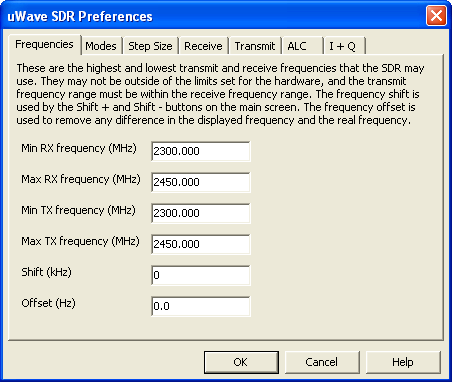 uWave SDR Preferences
Frequencies Modes Step Size Receive Transmit ALC I + Q
These are the highest and lowest transmit and receive frequencies that the SDR may
use. They may not be outside of the limits set for the hardware, and the transmit
frequency range must be within the receive frequency range. The frequency shift is
used by the Shift + and Shift - buttons on the main screen. The frequency offset is
used to remove any difference in the displayed frequency and the real frequency.
Min RX frequency (MHz) 2300.000
Max RX frequency (MHz) 2450.000
Min TX frequency (MHz) 2300.000
Max TX frequency (MHz) 2450.000
Shift (kHz) 0
Offset (Hz) 0.0
OK Cancel Help